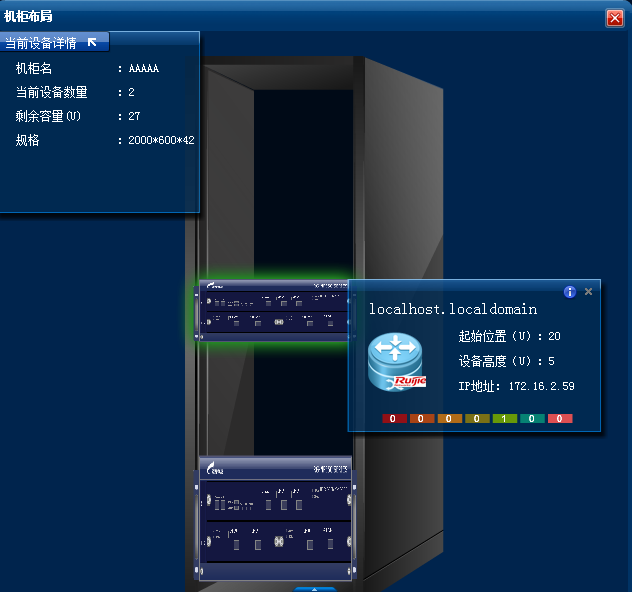 机柜布局
当前设备详情
机柜名 : AAAAA
当前设备数量 : 2
剩余容量(U) : 27
规格 : 2000*600*42
localhost.localdomain
起始位置 (U) : 20
设备高度 (U) : 5
IP地址: 172.16.2.59
Ruijie
0 0 0 0 1 0 0